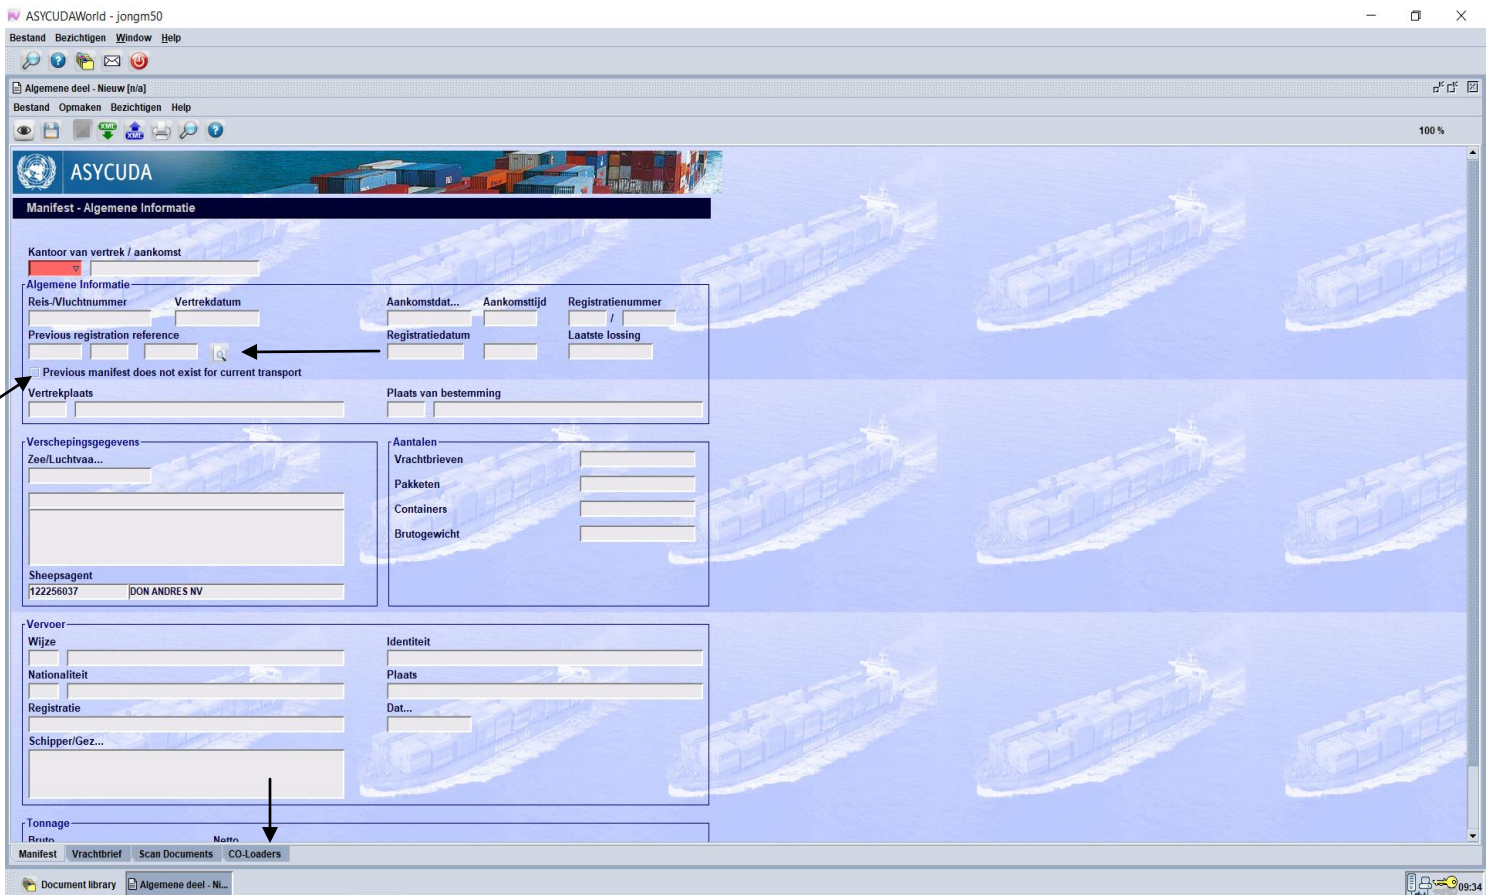 ASYCUDAWorld - jongm50
Bestand Bezichtigen Window Help
Algemene deel - Nieuw [n/a]
Bestand Opmaken Bezichtigen Help
XML XML 100 %
ASYCUDA
Manifest - Algemene Informatie
Kantoor van vertrek / aankomst
Algemene Informatie
Reis-/Vluchtnummer Vertrekdatum Aankomstdat... Aankomsttijd Registratienummer
/
Previous registration reference Registratiedatum Laatste lossing
Previous manifest does not exist for current transport
Vertrekplaats Plaats van bestemming
Verschepingsgegevens Aantalen
Zee/Luchtvaa... Vrachtbrieven
Pakketen
Containers
Brutogewicht
Sheepsagent
122256037 DON ANDRES NV
Vervoer
Wijze Identiteit
Nationaliteit Plaats
Registratie Dat...
Schipper/Gez...
Tonnage
Bruto Netto
Manifest Vrachtbrief Scan Documents CO-Loaders
Document library Algemene deel - Ni... 09:34